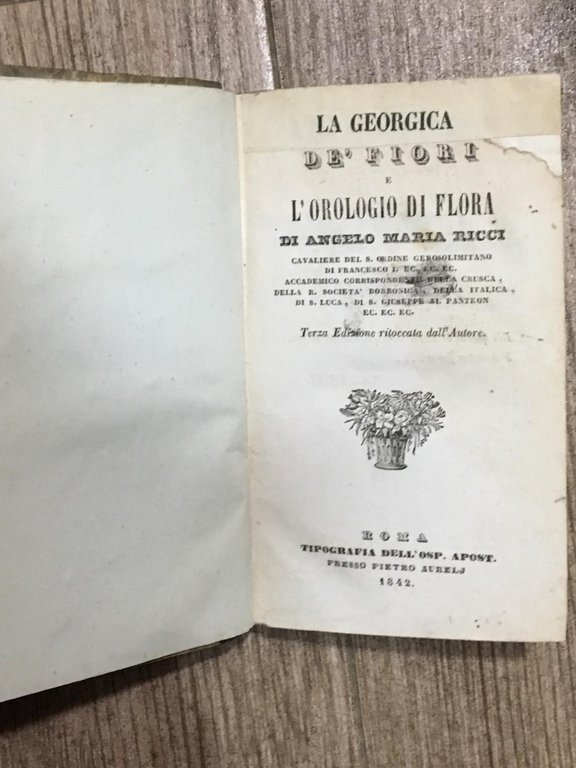 LA GEORGICA
DE' FIORI
E
L'OROLOGIO DI FLORA
DI ANGELO MARIA RICCI
CAVALIERE DEL S. ORDINE GEROSOLIMITANO
DI FRANCESCO I. EC. EC. EC.
ACCADEMICO CORRISPONDENTE DELLA CRUSCA,
DELLA R. SOCIETA' BORBONICA, DELLA ITALICA,
DI S. LUCA, DI S. GIUSEPPE AL PANTEON
EC. EC. EC.
Terza Edizione ritoccata dall'Autore.
ROMA
TIPOGRAFIA DELL'OSP. APOST.
PRESSO PIETRO AURELJ
1842.